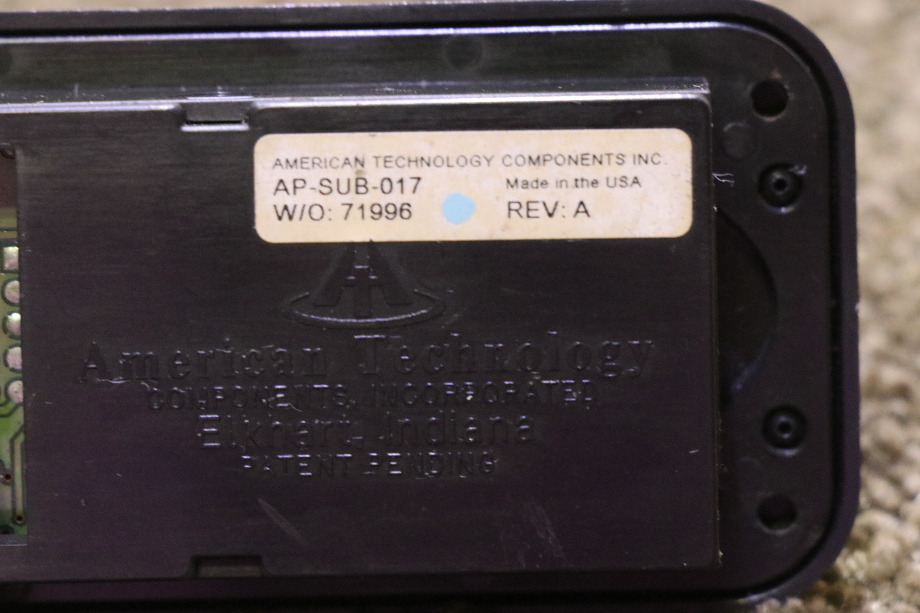 AMERICAN TECHNOLOGY COMPONENTS INC.
AP-SUB-017 Made in the USA
W/O: 71996 REV: A
American Technology
COMPONENTS, INCORPORATED
Elkhart, Indiana
PATENT PENDING